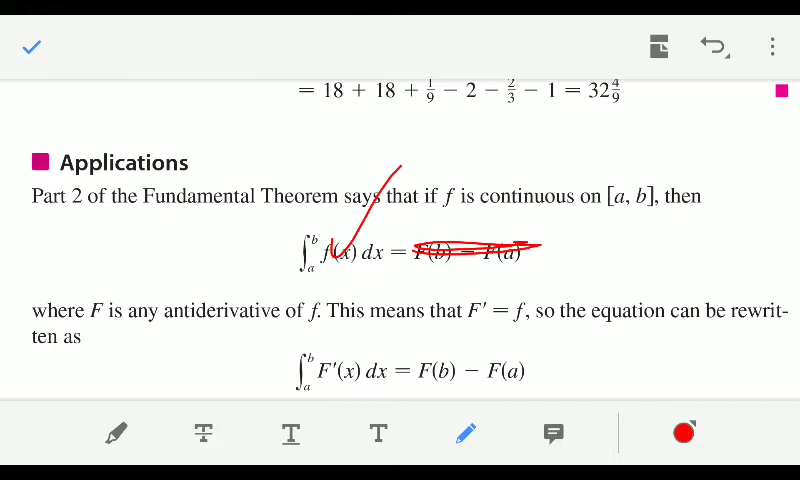 = 18 + 18 + 1/9 − 2 − 2/3 − 1 = 32 4/9
Applications
Part 2 of the Fundamental Theorem says that if f is continuous on [a, b], then
∫_a^b f(x) dx = F(b) − F(a)
where F is any antiderivative of f. This means that F′ = f, so the equation can be rewrit-
ten as
∫_a^b F′(x) dx = F(b) − F(a)
T T T